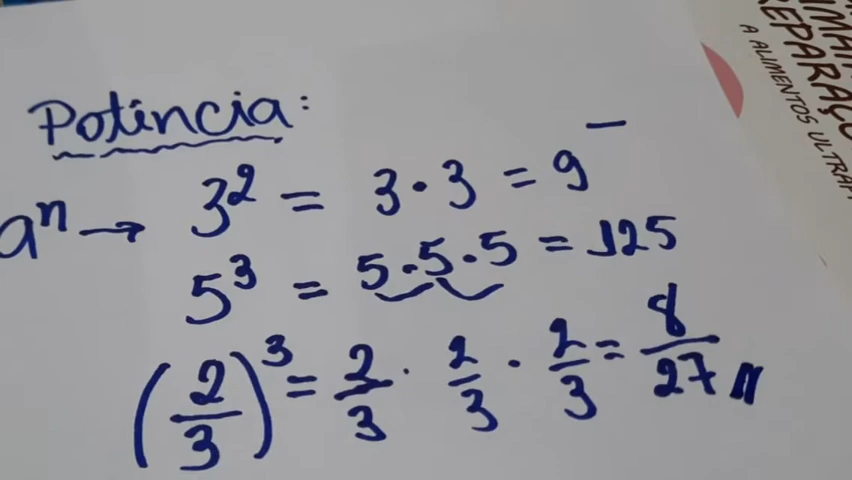 Potência:
aⁿ → 3² = 3 · 3 = 9
5³ = 5 · 5 · 5 = 125
(2/3)³ = 2/3 · 2/3 · 2/3 = 8/27 //
A ALIMENTOS